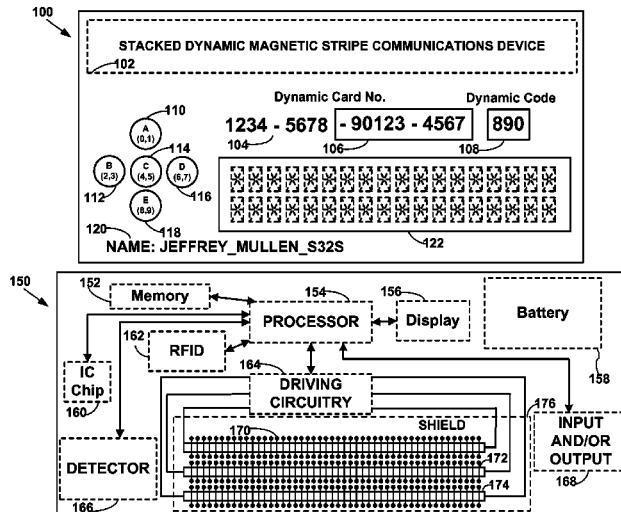 100
STACKED DYNAMIC MAGNETIC STRIPE COMMUNICATIONS DEVICE
102
110
Dynamic Card No. Dynamic Code
1234 - 5678 - 90123 - 4567 890
104 106 108
A
(0,1)
114
B
(2,3)
C
(4,5)
D
(6,7)
112 116
E
(8,9)
118
120
122
NAME: JEFFREY_MULLEN_S32S
150
152 Memory
154
PROCESSOR
156
Display
Battery
158
162 RFID
IC
Chip
160
164
DRIVING
CIRCUITRY
176
170
SHIELD
172
174
DETECTOR
166
INPUT
AND/OR
OUTPUT
168